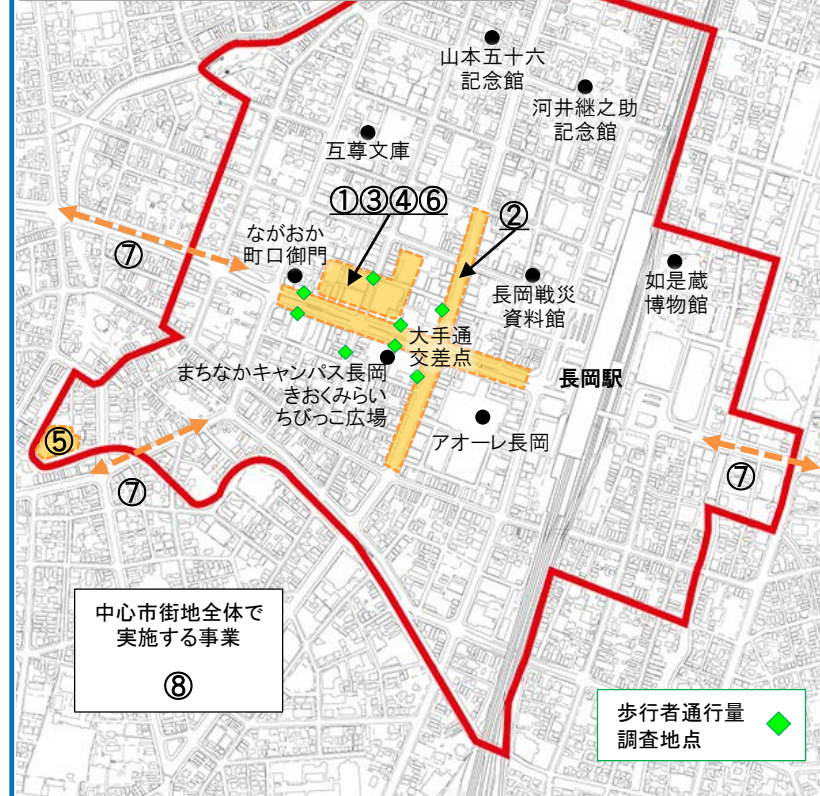 山本五十六
記念館
河井継之助
記念館
互尊文庫
①③④⑥
②
ながおか
町口御門
⑦
長岡戦災
資料館
如是蔵
博物館
大手通
交差点
まちなかキャンパス長岡
きおくみらい
ちびっこ広場
長岡駅
アオーレ長岡
⑤
⑦
⑦
中心市街地全体で
実施する事業
⑧
歩行者通行量
調査地点